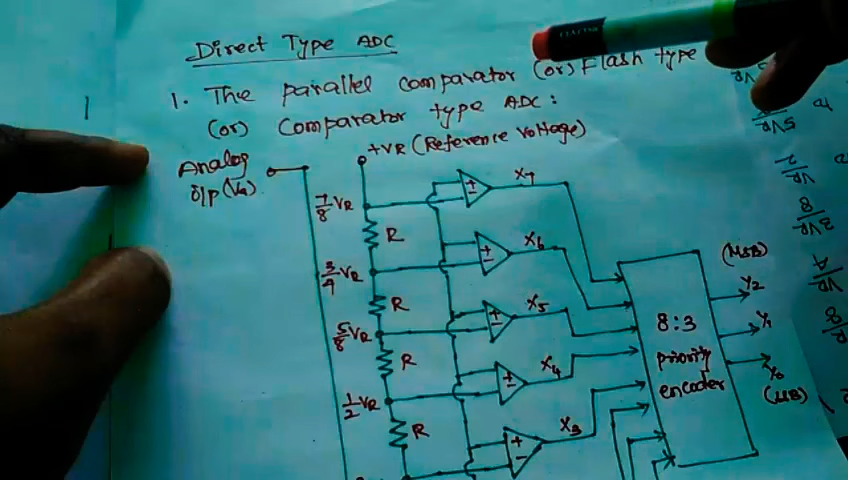 Direct Type ADC
1. The parallel comparator (or) Flash type
(or) Comparator type ADC:
Analog
i/p (Va)
+VR (Reference Voltage)
7/8 VR
R
3/4 VR
R
5/8 VR
R
1/2 VR
R
X7
X6
X5
X4
X3
8:3
priority
encoder
(MSB)
Y2
Y1
Y0
(LSB)